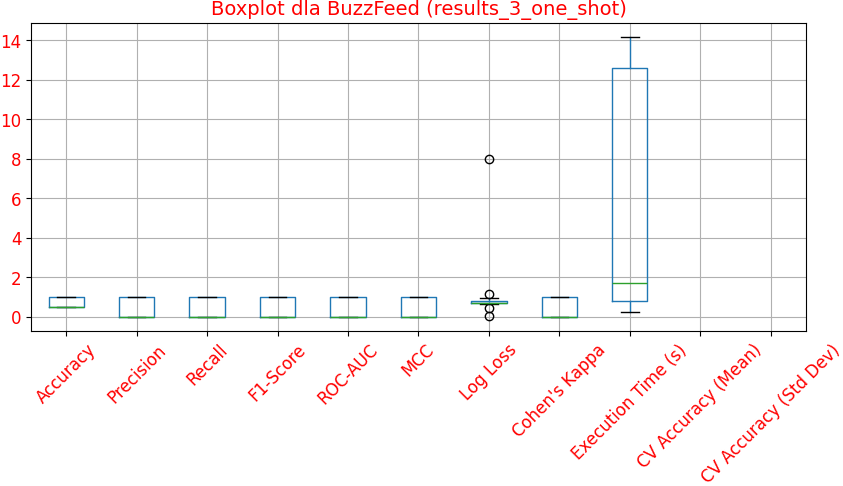 Boxplot dla BuzzFeed (results_3_one_shot)
14
12
10
8
6
4
2
0
Accuracy
Precision
Recall
F1-Score
ROC-AUC
MCC
Log Loss
Cohen's Kappa
Execution Time (s)
CV Accuracy (Mean)
CV Accuracy (Std Dev)